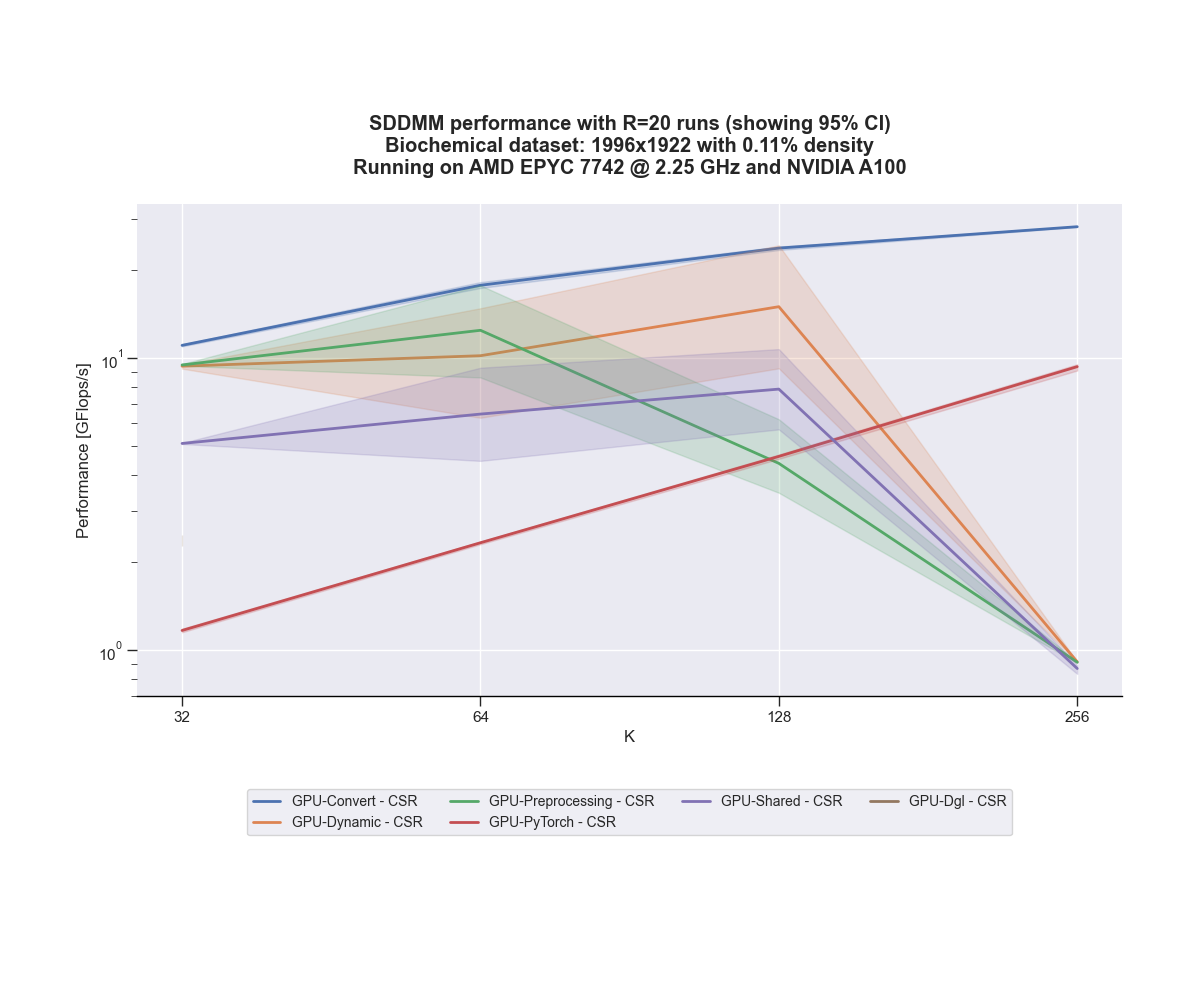 SDDMM performance with R=20 runs (showing 95% CI)
Biochemical dataset: 1996x1922 with 0.11% density
Running on AMD EPYC 7742 @ 2.25 GHz and NVIDIA A100
Performance [GFlops/s]
10^1
10^0
32 64 128 256
K
GPU-Convert - CSR GPU-Preprocessing - CSR GPU-Shared - CSR GPU-Dgl - CSR
GPU-Dynamic - CSR GPU-PyTorch - CSR